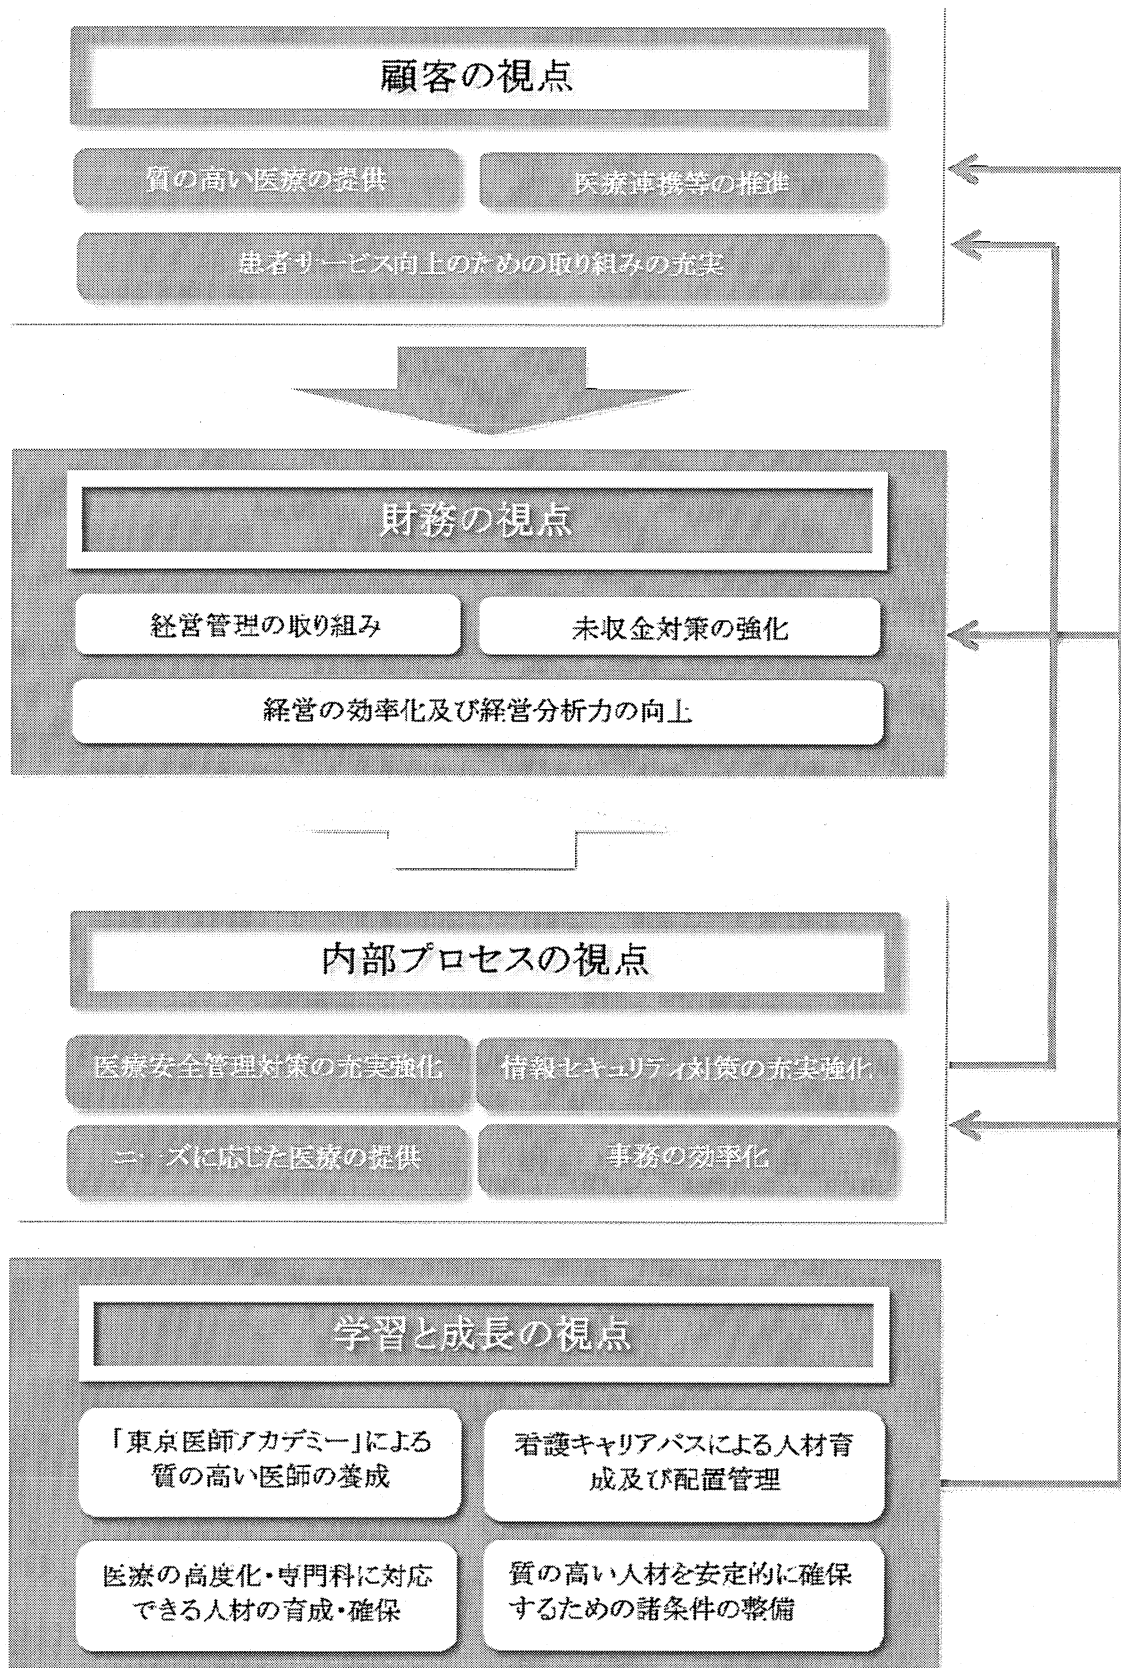 顧客の視点
質の高い医療の提供
医療連携等の推進
患者サービス向上のための取り組みの充実
財務の視点
経営管理の取り組み
未収金対策の強化
経営の効率化及び経営分析力の向上
内部プロセスの視点
医療安全管理対策の充実強化
情報セキュリティ対策の充実強化
ニーズに応じた医療の提供
事務の効率化
学習と成長の視点
「東京医師アカデミー」による
質の高い医師の養成
看護キャリアパスによる人材育
成及び配置管理
医療の高度化・専門科に対応
できる人材の育成・確保
質の高い人材を安定的に確保
するための諸条件の整備